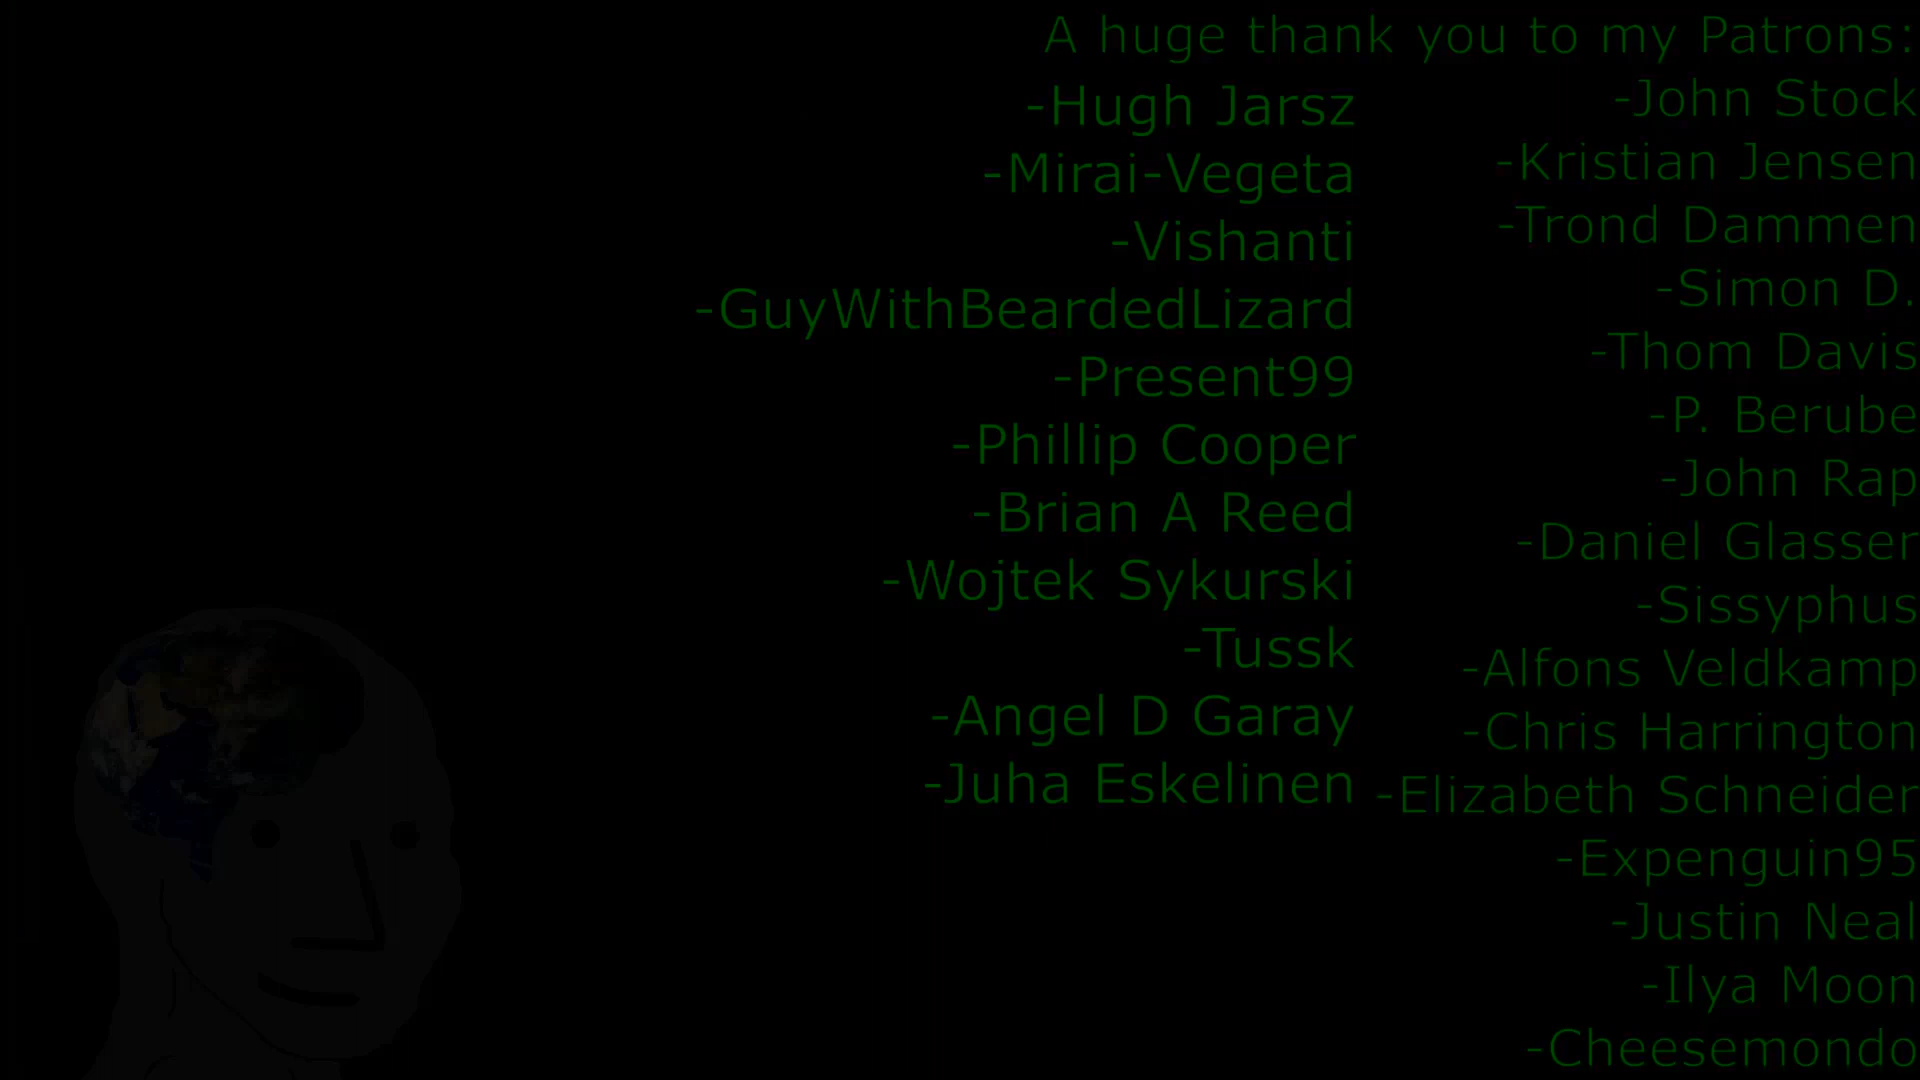 A huge thank you to my Patrons:
-Hugh Jarsz
-Mirai-Vegeta
-Vishanti
-GuyWithBeardedLizard
-Present99
-Phillip Cooper
-Brian A Reed
-Wojtek Sykurski
-Tussk
-Angel D Garay
-Juha Eskelinen
-John Stock
-Kristian Jensen
-Trond Dammen
-Simon D.
-Thom Davis
-P. Berube
-John Rap
-Daniel Glasser
-Sissyphus
-Alfons Veldkamp
-Chris Harrington
-Elizabeth Schneider
-Expenguin95
-Justin Neal
-Ilya Moon
-Cheesemondo